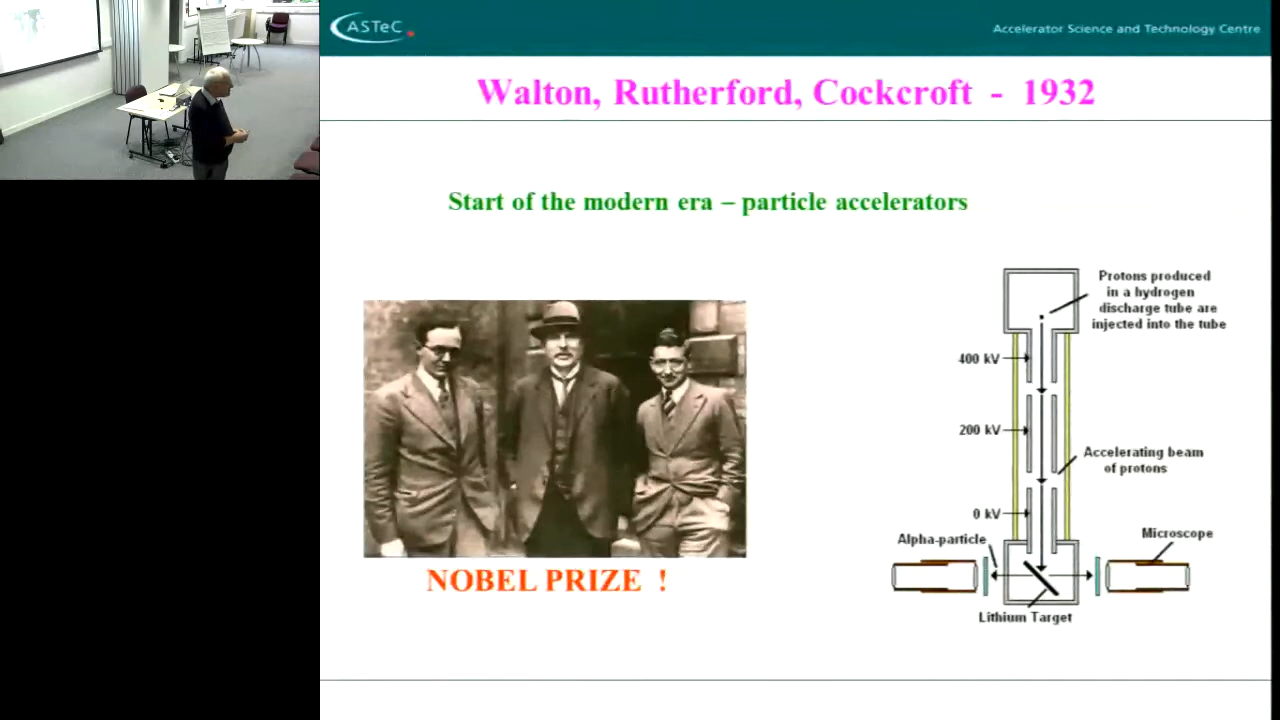 ASTeC
Accelerator Science and Technology Centre
Walton, Rutherford, Cockcroft - 1932
Start of the modern era – particle accelerators
Protons produced
in a hydrogen
discharge tube are
injected into the tube
400 kV
200 kV
Accelerating beam
of protons
0 kV
Alpha-particle
Microscope
Lithium Target
NOBEL PRIZE !